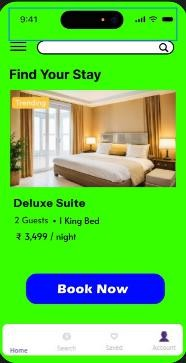 9:41
Find Your Stay
Trending
Deluxe Suite
2 Guests • 1 King Bed
₹ 3,499 / night
Book Now
Home
Search
Saved
Account